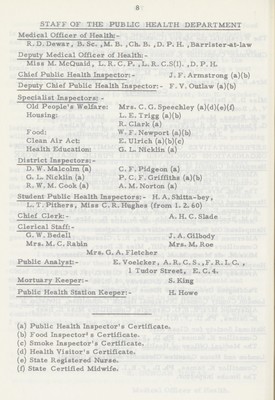 8
STAFF OF THE PUBLIC HEALTH DEPARTMENT
Medical Officer of Health:-
R. D. Dewar, B. Sc., M. B., Ch. B., D. P. H., Barrister-at-law
Deputy Medical Officer of Health:-
Miss M. McQuaid, L. R. C. P., L. R. C. S(I)., D. P. H.
Chief Public Health Inspector:- J. F. Armstrong (a)(b)
Deputy Chief Public Health Inspector:- F. V. Outlaw (a)(b)
Specialist Inspectors:-
Old People's Welfare: Mrs. C. G. Speechley (a)(d)(e)(f)
Housing: L. E. Trigg (a)(b)
R. Clark (a)
Food: W. F. Newport (a)(b)
Clean Air Act: E. Ulrich (a)(b)(c)
Health Education: G. L. Nicklin (a)
District Inspectors:-
D. W. Malcolm (a) C. F. Pidgeon (a)
G. L. Nicklin (a) P. C. F. Griffiths (a)(b)
R. W. M. Cook (a) A. M. Norton (a)
Student Public Health Inspectors:- H. A. Shitta-bey,
L. T. Pithers, Miss C. R. Hughes (from 1. 2. 60)
Chief Clerk:- A. H. C. Slade
Clerical Staff:-
G. W. Bedell J. A. Gilbody
Mrs. M. C. Rabin Mrs. M. Roe
Mrs. G. A. Fletcher
Public Analyst:- E. Voelcker, A. R. C. S., F. R. I. C.,
1 Tudor Street, E. C. 4.
Mortuary Keeper:- S. King
Public Health Station Keeper:- H. Howe
(a) Public Health Inspector's Certificate.
(b) Food Inspector's Certificate.
(c) Smoke Inspector's Certificate.
(d) Health Visitor's Certificate.
(e) State Registered Nurse.
(f) State Certified Midwife.